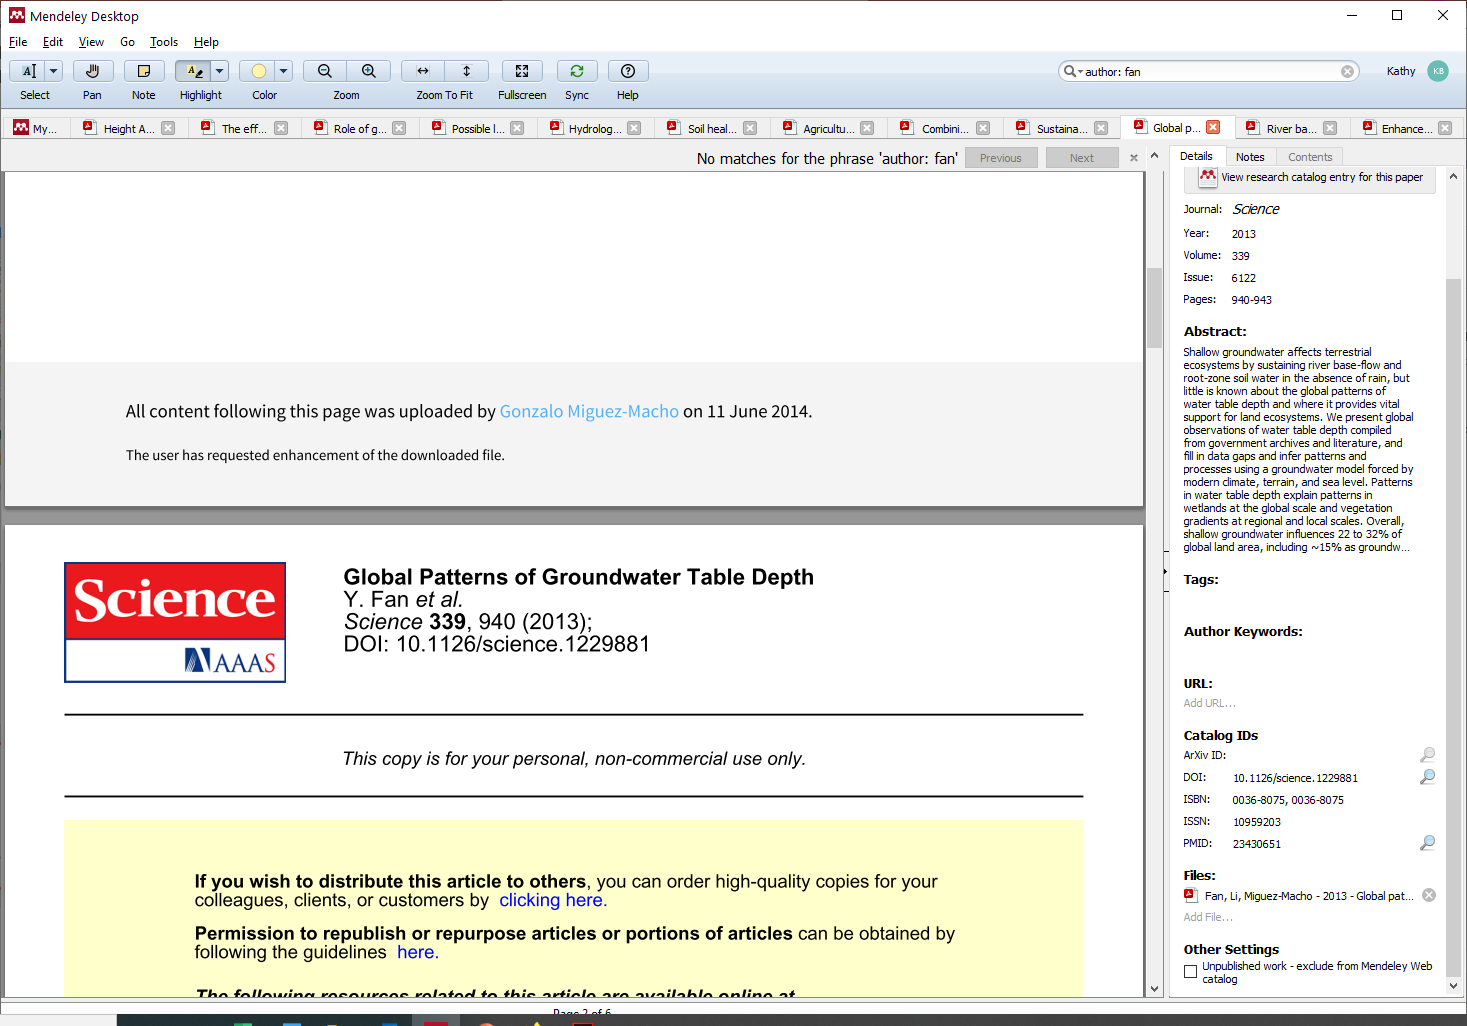 Mendeley Desktop
File Edit View Go Tools Help
author: fan
Kathy KB
Select Pan Note Highlight Color Zoom Zoom To Fit Fullscreen Sync Help
My... Height A... The eff... Role of g... Possible l... Hydrolog... Soil heal... Agricultu... Combini... Sustaina... Global p... River ba... Enhance...
No matches for the phrase 'author: fan' Previous Next
All content following this page was uploaded by Gonzalo Miguez-Macho on 11 June 2014.
The user has requested enhancement of the downloaded file.
Science
AAAS
Global Patterns of Groundwater Table Depth
Y. Fan et al.
Science 339, 940 (2013);
DOI: 10.1126/science.1229881
This copy is for your personal, non-commercial use only.
If you wish to distribute this article to others, you can order high-quality copies for your
colleagues, clients, or customers by clicking here.
Permission to republish or repurpose articles or portions of articles can be obtained by
following the guidelines here.
The following resources related to this article are available online at
Page 2 of 6
Details Notes Contents
View research catalog entry for this paper
Journal: Science
Year: 2013
Volume: 339
Issue: 6122
Pages: 940-943
Abstract:
Shallow groundwater affects terrestrial
ecosystems by sustaining river base-flow and
root-zone soil water in the absence of rain, but
little is known about the global patterns of
water table depth and where it provides vital
support for land ecosystems. We present global
observations of water table depth compiled
from government archives and literature, and
fill in data gaps and infer patterns and
processes using a groundwater model forced by
modern climate, terrain, and sea level. Patterns
in water table depth explain patterns in
wetlands at the global scale and vegetation
gradients at regional and local scales. Overall,
shallow groundwater influences 22 to 32% of
global land area, including ~15% as groundw...
Tags:
Author Keywords:
URL:
Add URL...
Catalog IDs
ArXiv ID:
DOI: 10.1126/science.1229881
ISBN: 0036-8075, 0036-8075
ISSN: 10959203
PMID: 23430651
Files:
Fan, Li, Miguez-Macho - 2013 - Global pat...
Add File...
Other Settings
Unpublished work - exclude from Mendeley Web
catalog